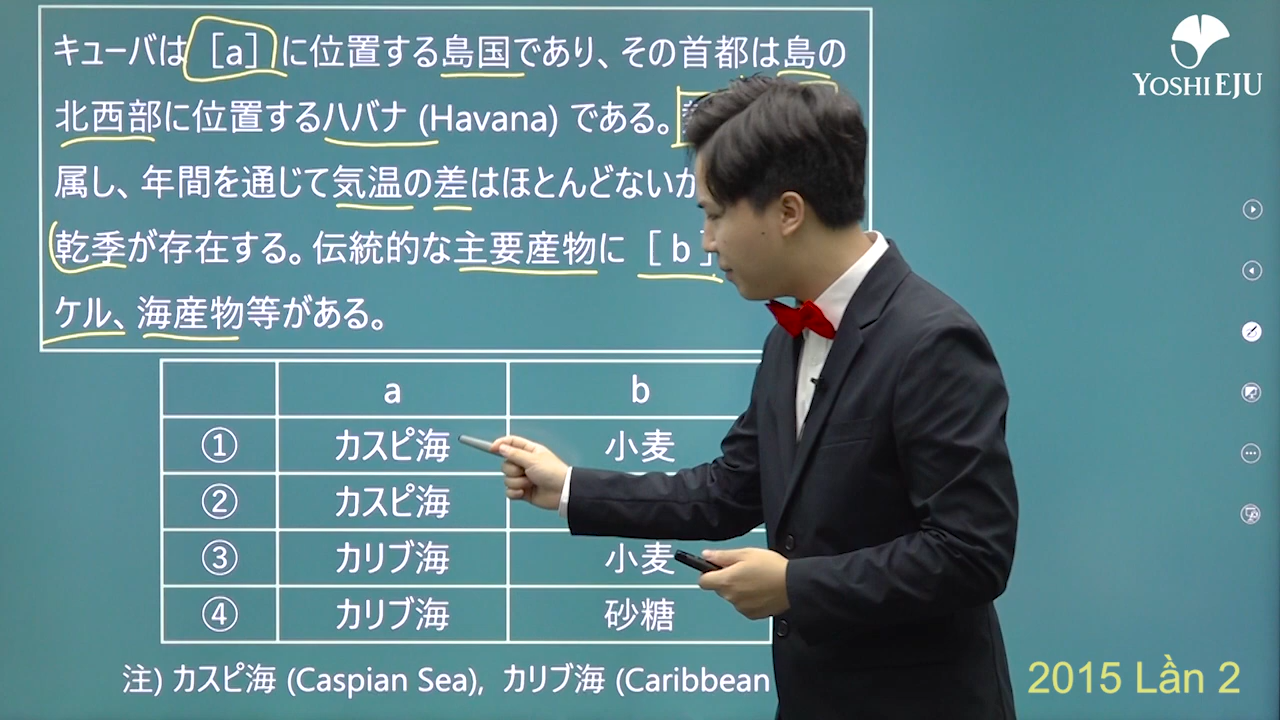 キューバは［a］に位置する島国であり、その首都は島の
北西部に位置するハバナ (Havana) である。
属し、年間を通じて気温の差はほとんどないが
乾季が存在する。伝統的な主要産物に［b］
ケル、海産物等がある。
a b
① カスピ海 小麦
② カスピ海
③ カリブ海 小麦
④ カリブ海 砂糖
注) カスピ海 (Caspian Sea), カリブ海 (Caribbean
YOSHI EJU
2015 Lần 2